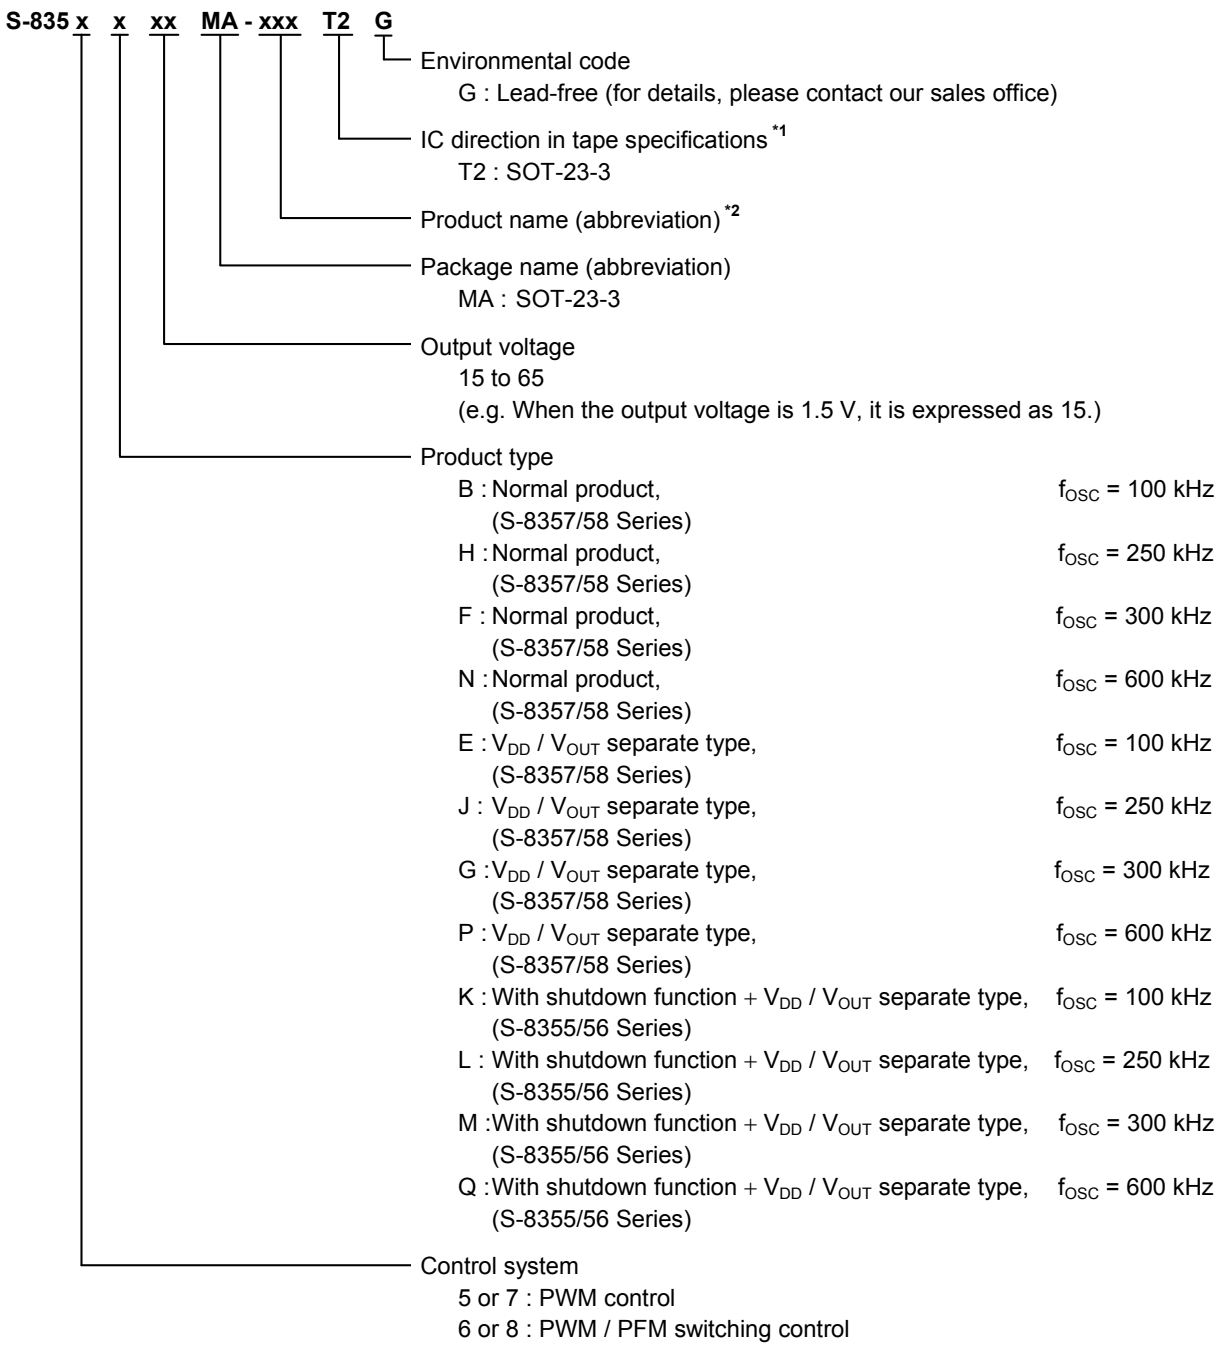 S-835 x x xx MA - xxx T2 G
Environmental code
G : Lead-free (for details, please contact our sales office)
IC direction in tape specifications *1
T2 : SOT-23-3
Product name (abbreviation) *2
Package name (abbreviation)
MA : SOT-23-3
Output voltage
15 to 65
(e.g. When the output voltage is 1.5 V, it is expressed as 15.)
Product type
B : Normal product, fOSC = 100 kHz
(S-8357/58 Series)
H : Normal product, fOSC = 250 kHz
(S-8357/58 Series)
F : Normal product, fOSC = 300 kHz
(S-8357/58 Series)
N : Normal product, fOSC = 600 kHz
(S-8357/58 Series)
E : VDD / VOUT separate type, fOSC = 100 kHz
(S-8357/58 Series)
J : VDD / VOUT separate type, fOSC = 250 kHz
(S-8357/58 Series)
G : VDD / VOUT separate type, fOSC = 300 kHz
(S-8357/58 Series)
P : VDD / VOUT separate type, fOSC = 600 kHz
(S-8357/58 Series)
K : With shutdown function + VDD / VOUT separate type, fOSC = 100 kHz
(S-8355/56 Series)
L : With shutdown function + VDD / VOUT separate type, fOSC = 250 kHz
(S-8355/56 Series)
M : With shutdown function + VDD / VOUT separate type, fOSC = 300 kHz
(S-8355/56 Series)
Q : With shutdown function + VDD / VOUT separate type, fOSC = 600 kHz
(S-8355/56 Series)
Control system
5 or 7 : PWM control
6 or 8 : PWM / PFM switching control